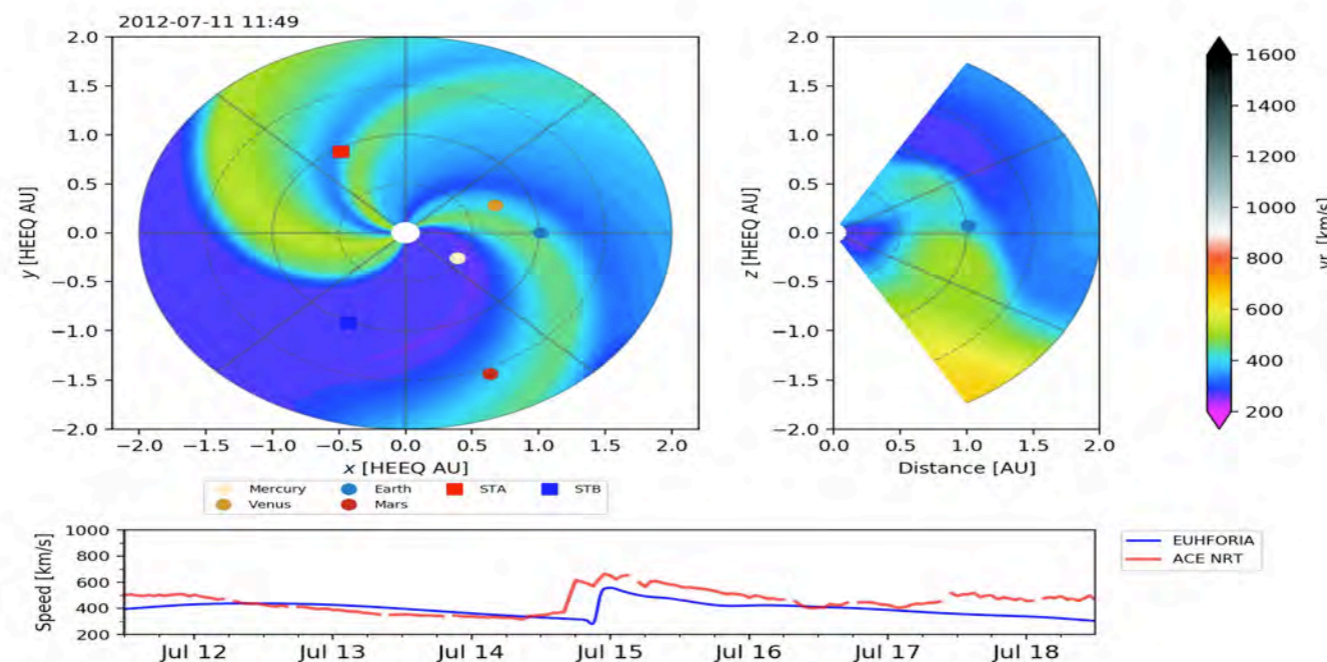 2012-07-11 11:49
2.0
1.5
1.0
0.5
0.0
−0.5
−1.0
−1.5
−2.0
y [HEEQ AU]
−2.0 −1.5 −1.0 −0.5 0.0 0.5 1.0 1.5 2.0
x [HEEQ AU]
2.0
1.5
1.0
0.5
0.0
−0.5
−1.0
−1.5
−2.0
z [HEEQ AU]
0.0 0.5 1.0 1.5 2.0
Distance [AU]
1600
1400
1200
1000
800
600
400
200
vr [km/s]
Mercury Earth STA STB
Venus Mars
1000
800
600
400
200
Speed [km/s]
Jul 12 Jul 13 Jul 14 Jul 15 Jul 16 Jul 17 Jul 18
EUHFORIA
ACE NRT